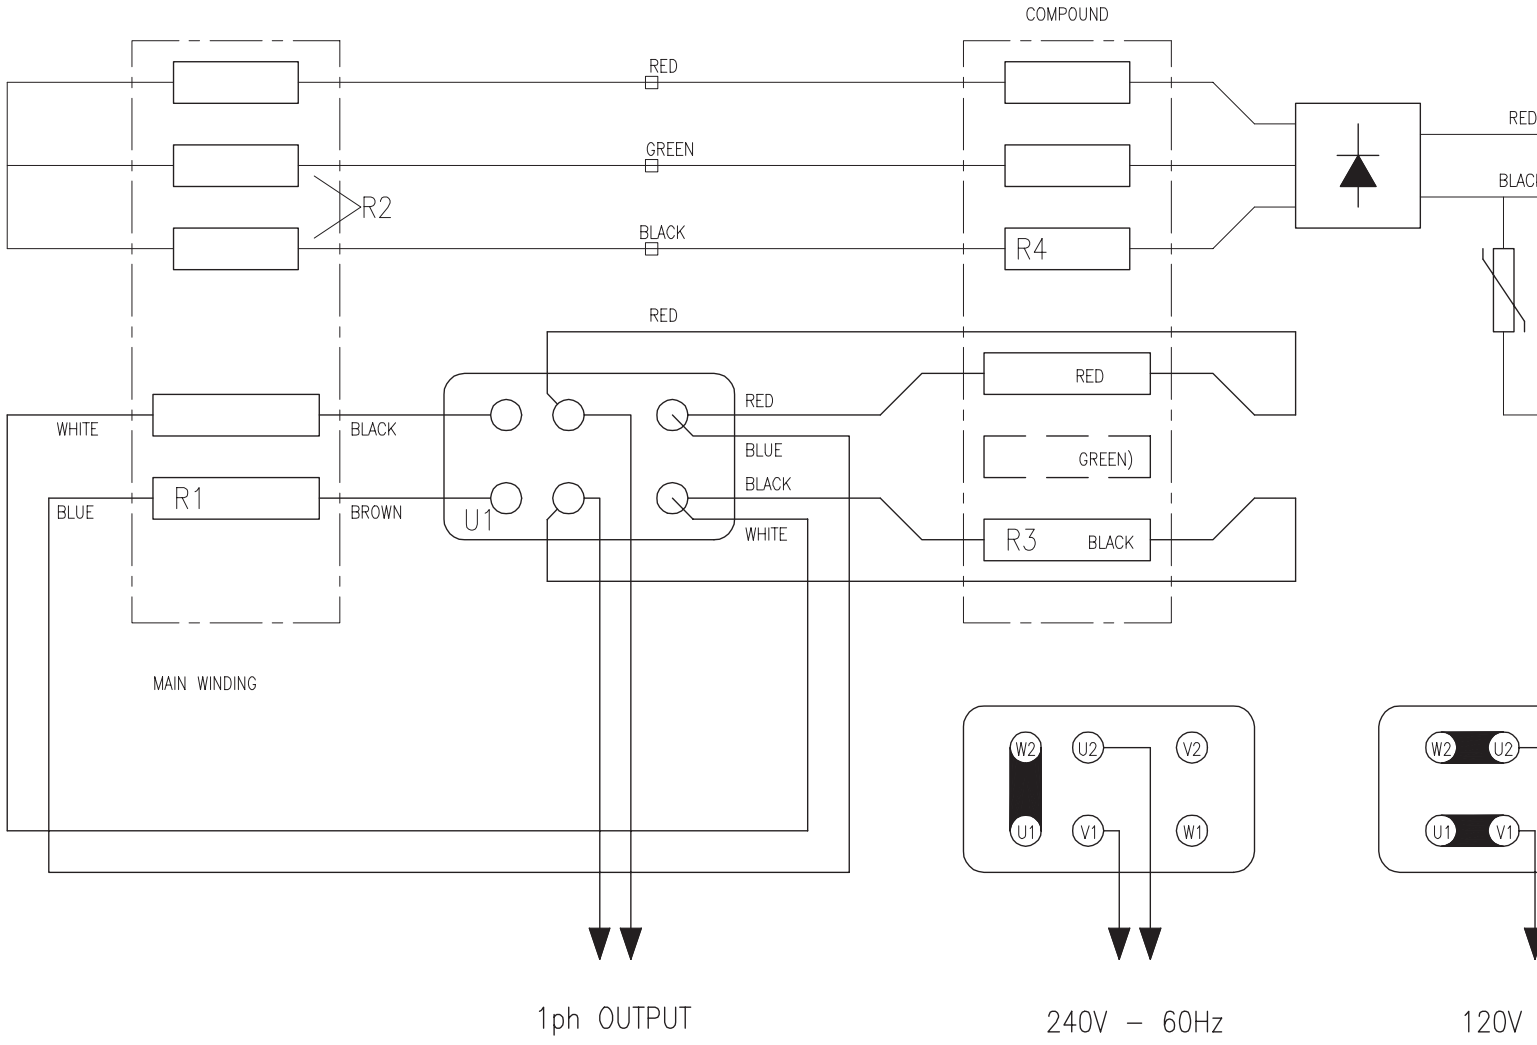 COMPOUND
RED
GREEN
BLACK
R2
R4
RED
BLACK
RED
RED
BLUE
BLACK
WHITE
RED
GREEN)
R3 BLACK
WHITE
BLACK
BLUE
R1
BROWN
U1
MAIN WINDING
W2 U2 V2
U1 V1 W1
W2 U2
U1 V1
1ph OUTPUT
240V - 60Hz
120V